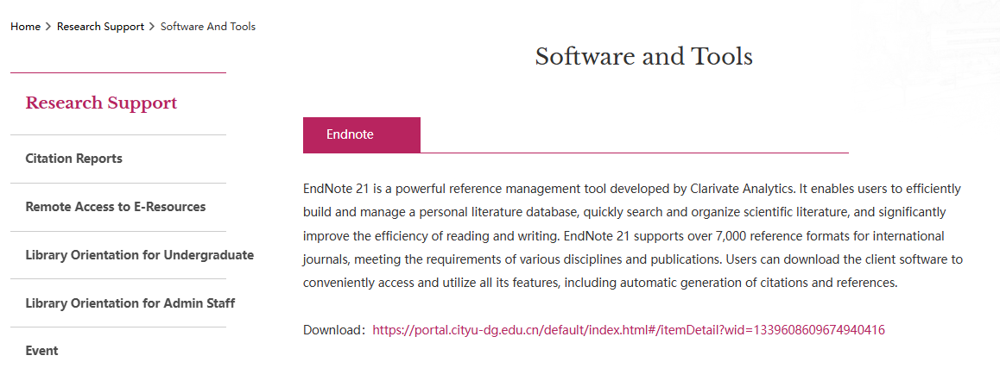 Home > Research Support > Software And Tools
Software and Tools
Research Support
Citation Reports
Remote Access to E-Resources
Library Orientation for Undergraduate
Library Orientation for Admin Staff
Event
Endnote
EndNote 21 is a powerful reference management tool developed by Clarivate Analytics. It enables users to efficiently
build and manage a personal literature database, quickly search and organize scientific literature, and significantly
improve the efficiency of reading and writing. EndNote 21 supports over 7,000 reference formats for international
journals, meeting the requirements of various disciplines and publications. Users can download the client software to
conveniently access and utilize all its features, including automatic generation of citations and references.
Download：https://portal.cityu-dg.edu.cn/default/index.html#/itemDetail?wid=1339608609674940416